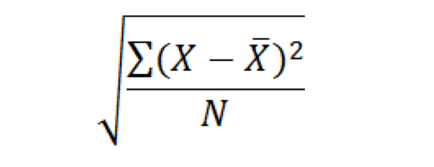 √(∑(X − X̄)²/N)